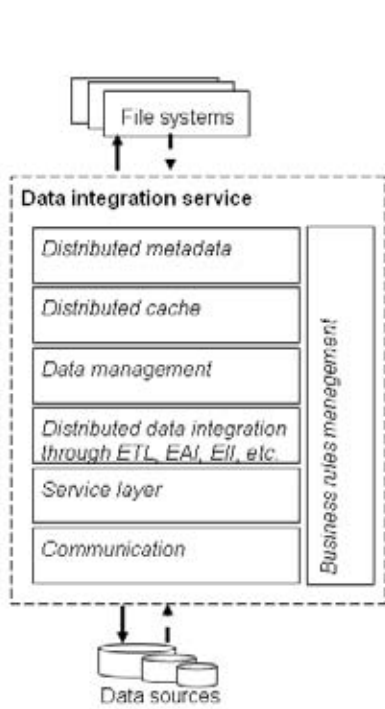 File systems
Data integration service
Distributed metadata
Distributed cache
Data management
Distributed data integration
through ETL, EAI, EII, etc.
Service layer
Communication
Business rules management
Data sources